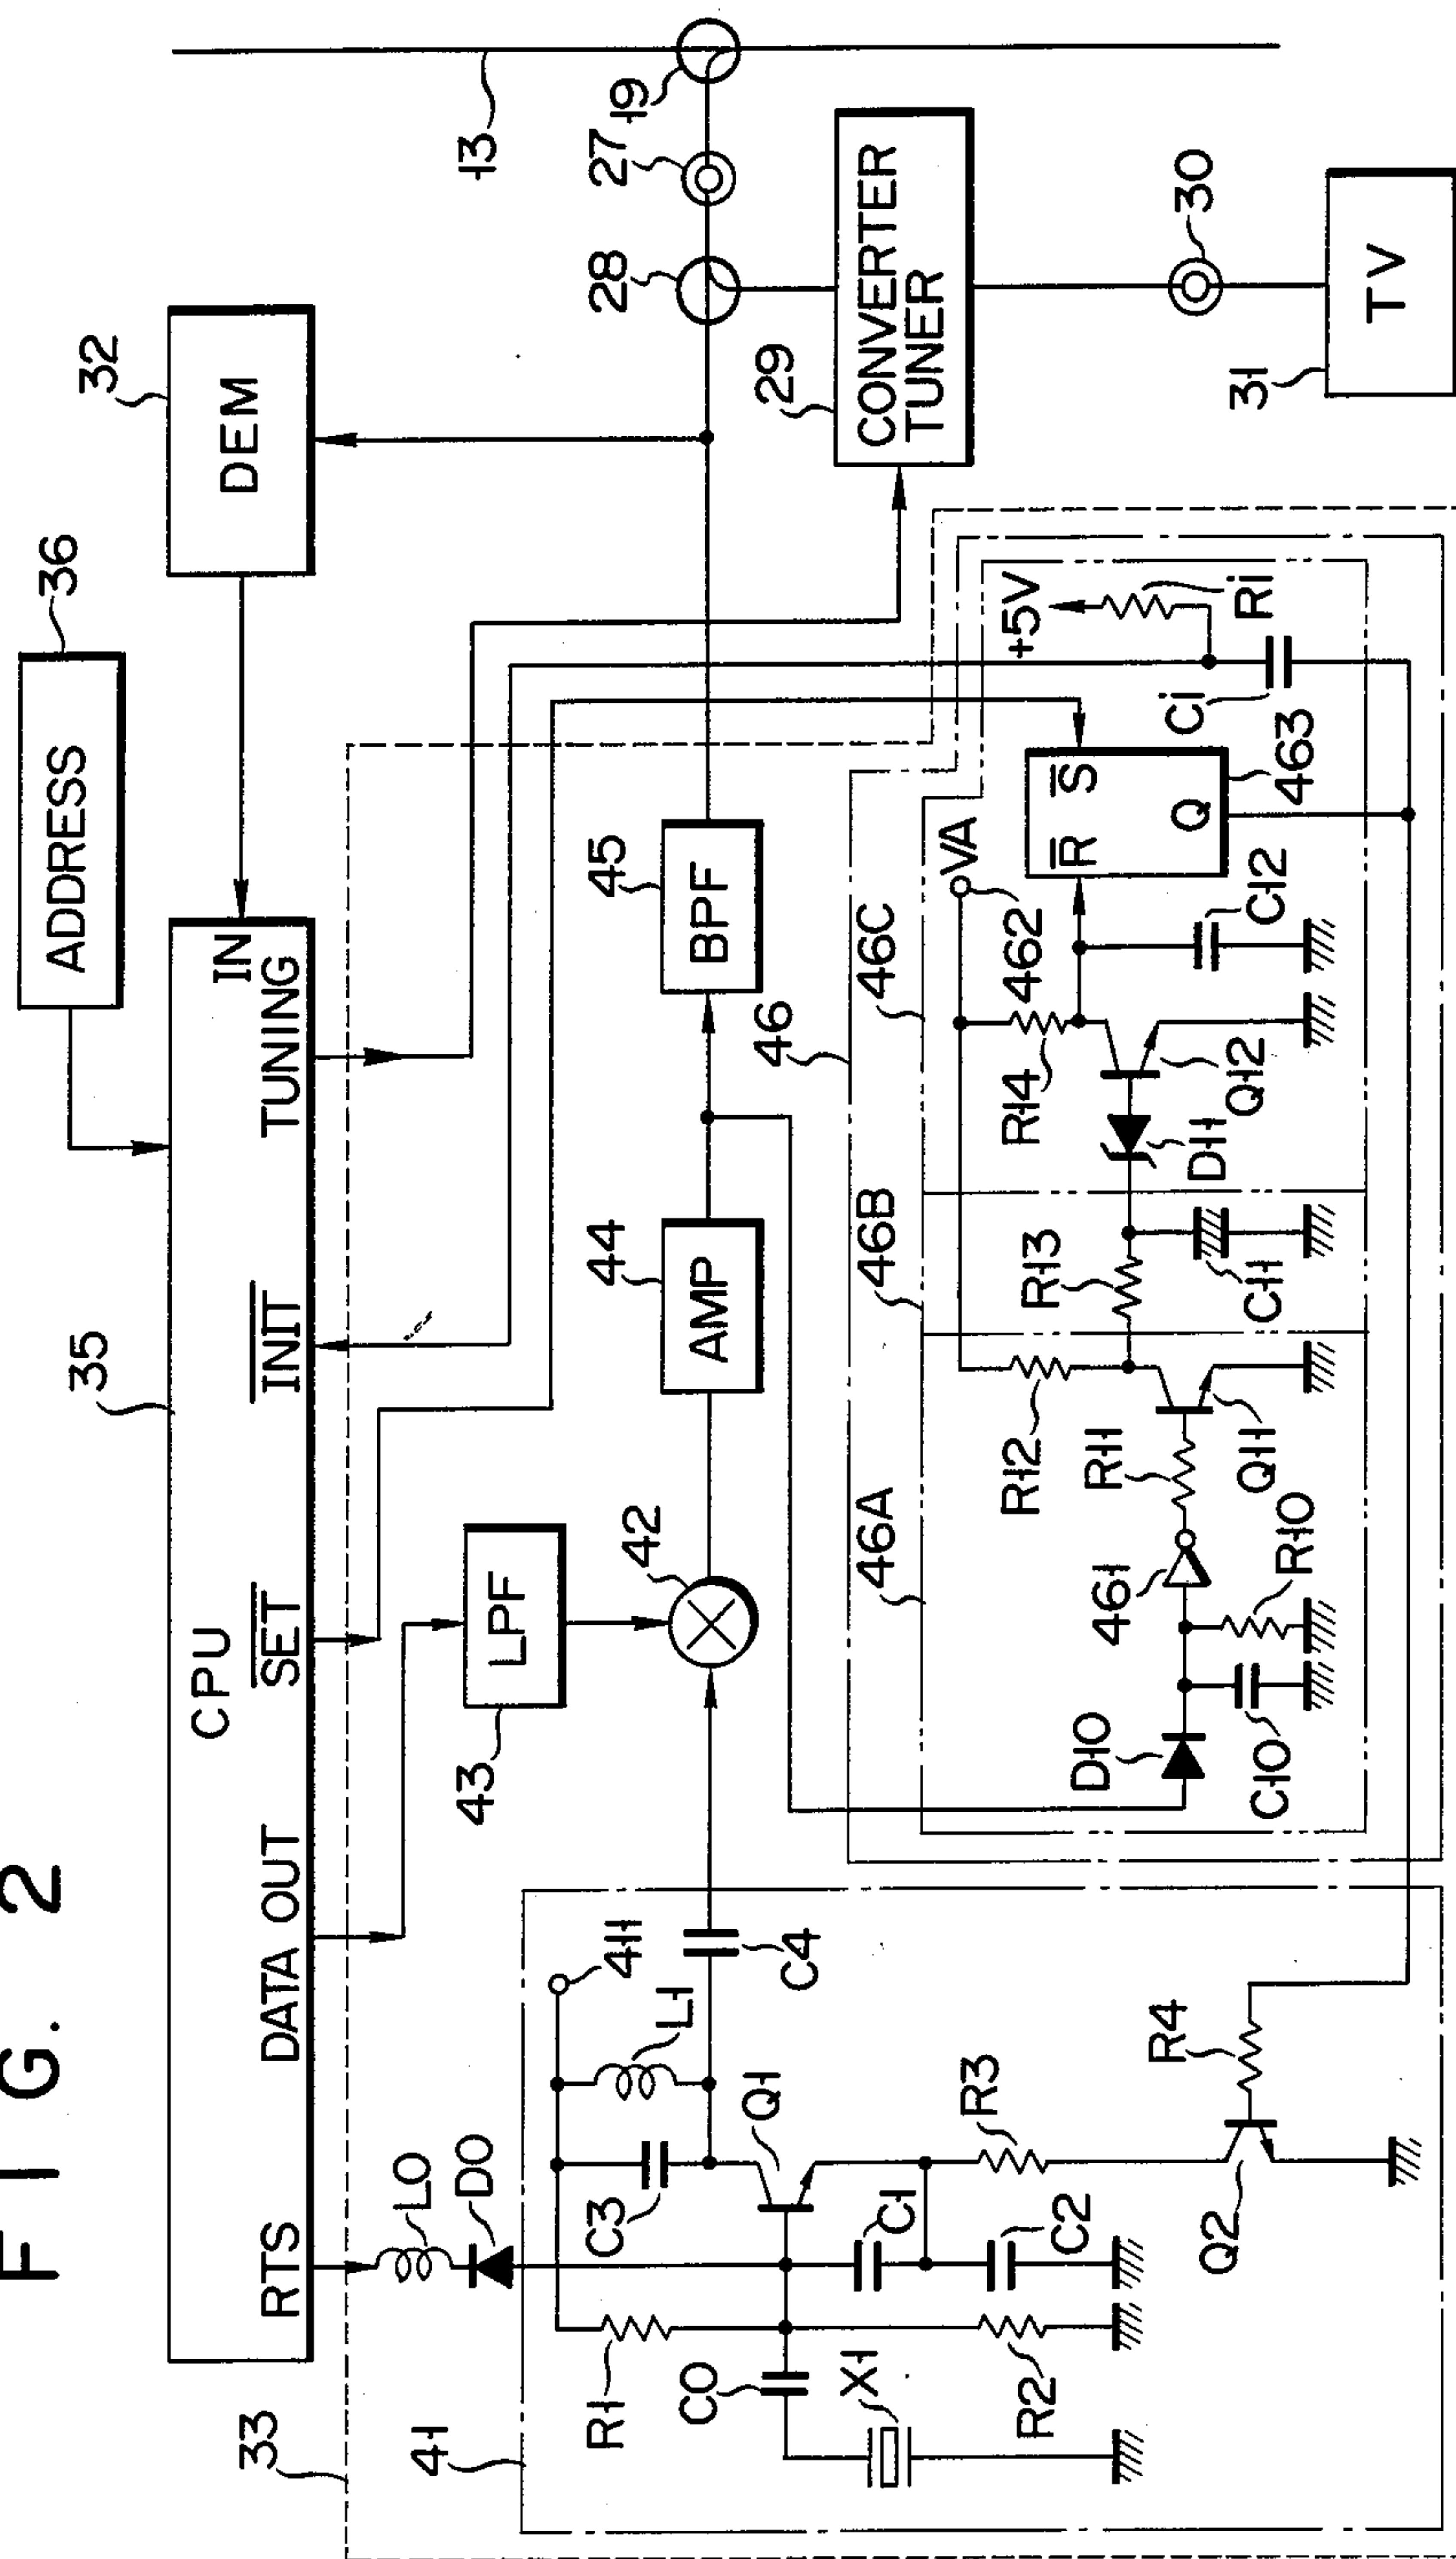 FIG. 2
36
ADDRESS
32
DEM
35
CPU
RTS
DATA OUT
SET
INIT
TUNING
IN
33
LO
DO
43
LPF
13
19
27
28
41
411
R1
C3
L1
C0
Q1
C4
42
44
AMP
45
BPF
X1
C1
R2
C2
R3
Q2
R4
46
46A
46B
46C
29
CONVERTER
TUNER
30
31
TV
D10
C10
461
R10
R11
R12
Q11
R13
C11
R14
D11
Q12
462
VA
C12
R
S
Q
463
+5V
Ri
Ci